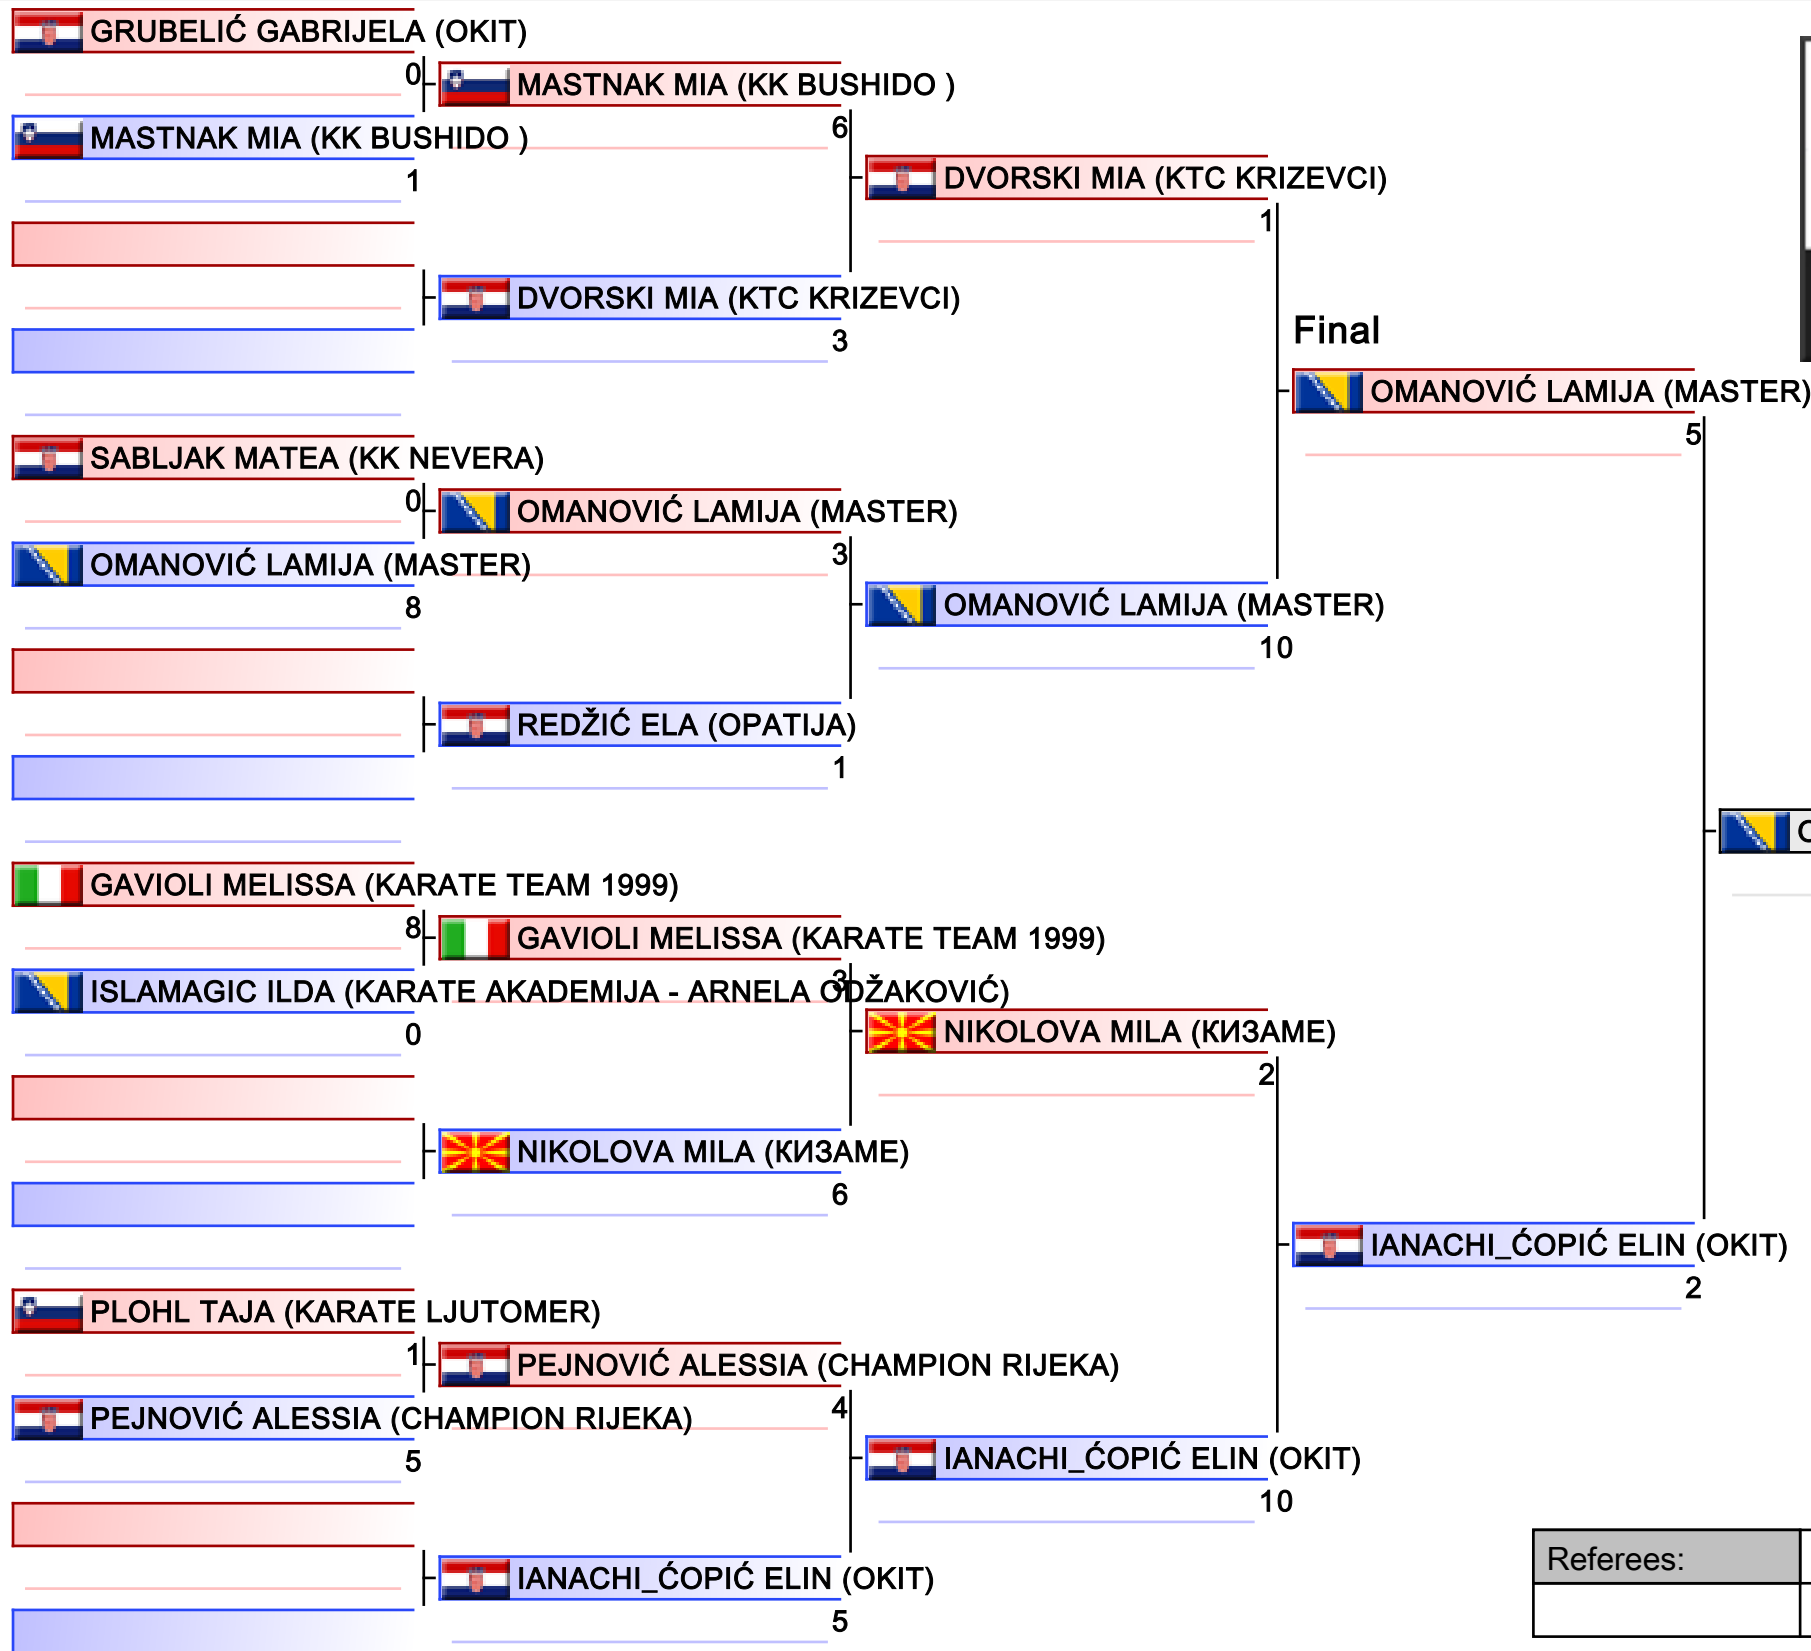 GRUBELIĆ GABRIJELA (OKIT)
0
MASTNAK MIA (KK BUSHIDO )
1
MASTNAK MIA (KK BUSHIDO )
6
DVORSKI MIA (KTC KRIZEVCI)
3
DVORSKI MIA (KTC KRIZEVCI)
1
SABLJAK MATEA (KK NEVERA)
0
OMANOVIĆ LAMIJA (MASTER)
8
OMANOVIĆ LAMIJA (MASTER)
3
REDŽIĆ ELA (OPATIJA)
1
OMANOVIĆ LAMIJA (MASTER)
10
Final
OMANOVIĆ LAMIJA (MASTER)
5
GAVIOLI MELISSA (KARATE TEAM 1999)
8
ISLAMAGIC ILDA (KARATE AKADEMIJA - ARNELA ODŽAKOVIĆ)
0
GAVIOLI MELISSA (KARATE TEAM 1999)
3
NIKOLOVA MILA (КИЗАМЕ)
6
NIKOLOVA MILA (КИЗАМЕ)
2
PLOHL TAJA (KARATE LJUTOMER)
1
PEJNOVIĆ ALESSIA (CHAMPION RIJEKA)
5
PEJNOVIĆ ALESSIA (CHAMPION RIJEKA)
4
IANACHI_ĆOPIĆ ELIN (OKIT)
5
IANACHI_ĆOPIĆ ELIN (OKIT)
10
IANACHI_ĆOPIĆ ELIN (OKIT)
2
Referees: